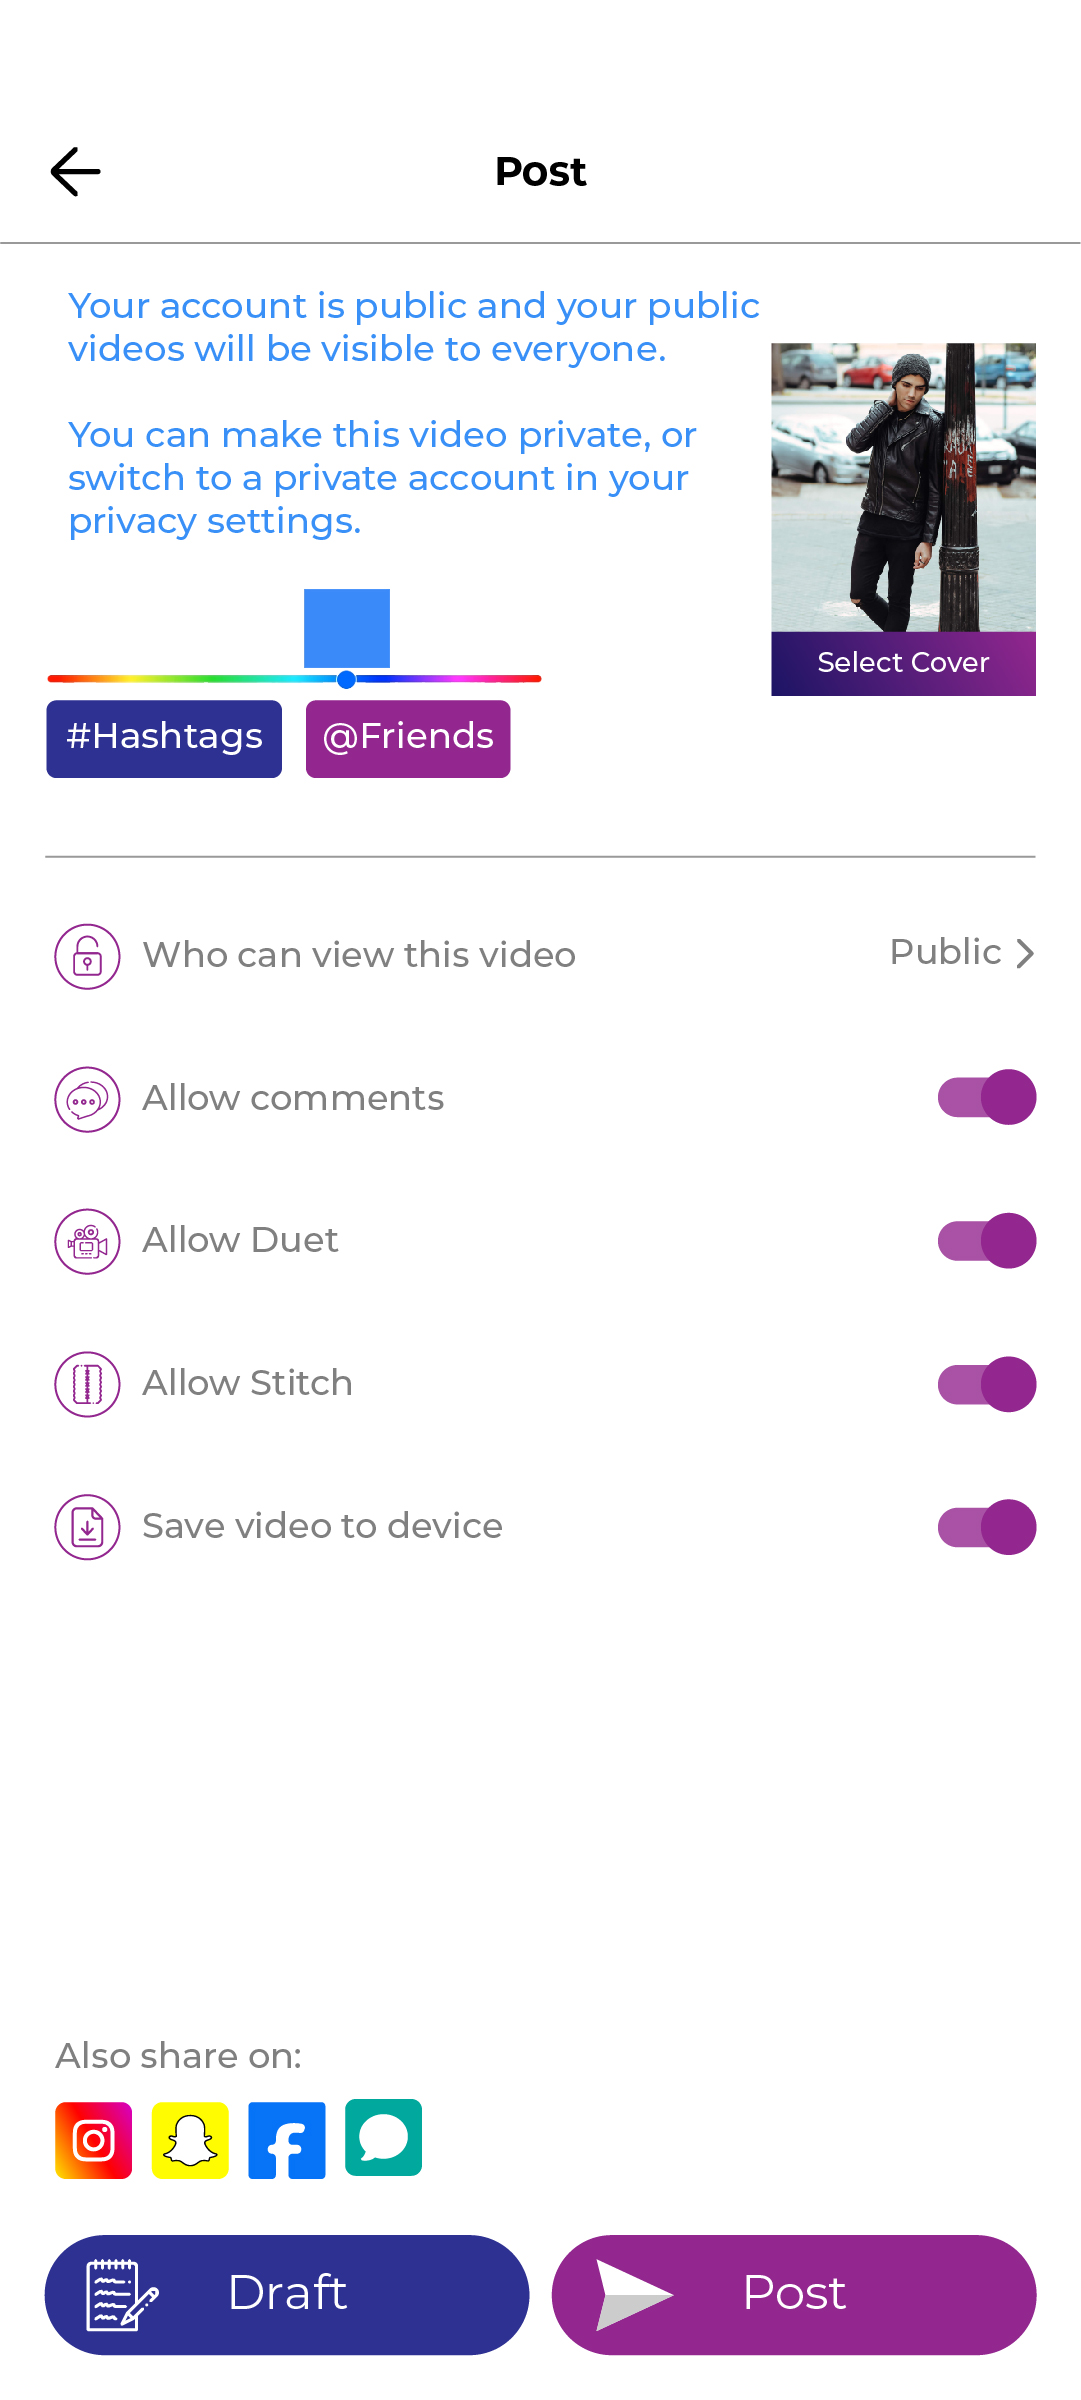 Post
Your account is public and your public
videos will be visible to everyone.
You can make this video private, or
switch to a private account in your
privacy settings.
Select Cover
#Hashtags @Friends
Who can view this video Public
Allow comments
Allow Duet
Allow Stitch
Save video to device
Also share on:
Draft Post